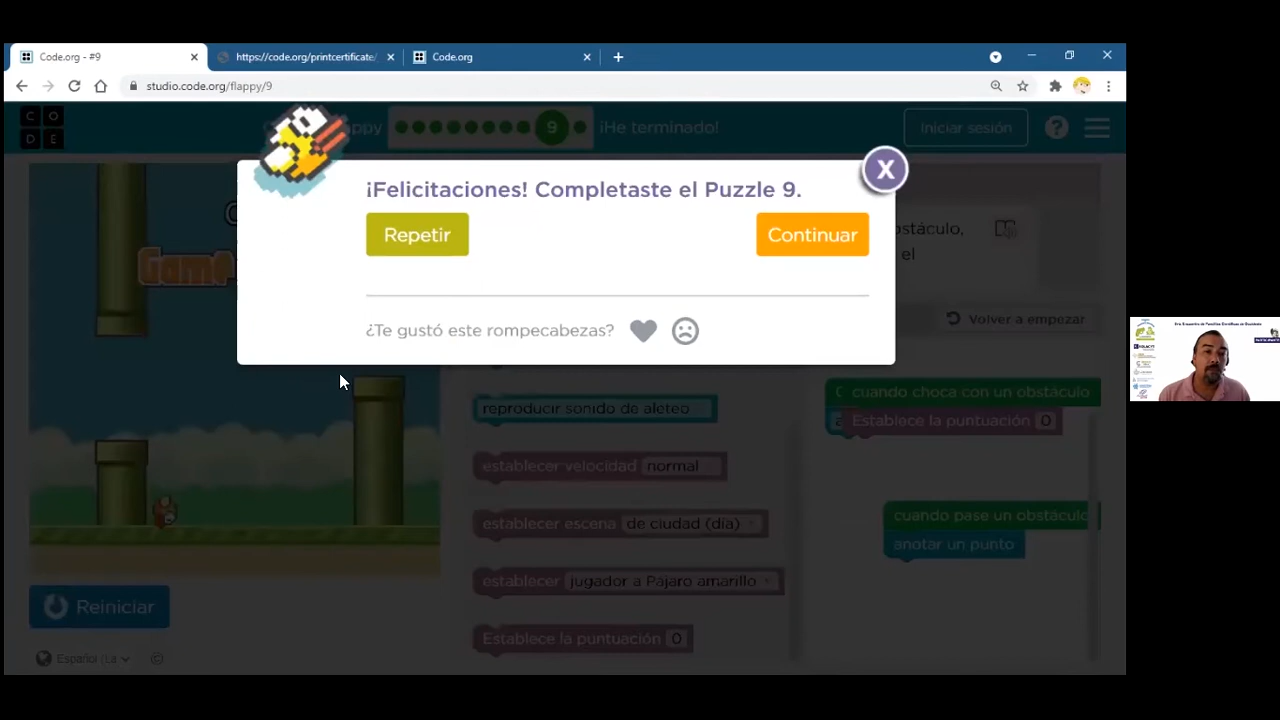 Code.org - #9
https://code.org/printcertificate/
Code.org
studio.code.org/flappy/9
C O
D E
ppy
9
¡He terminado!
Iniciar sesión
?
¡Felicitaciones! Completaste el Puzzle 9.
X
Repetir
Continuar
¿Te gustó este rompecabezas?
bstáculo,
el
Volver a empezar
reproducir sonido de aleteo
establecer velocidad normal
establecer escena de ciudad (día)
establecer jugador a Pájaro amarillo
Establece la puntuación 0
cuando choca con un obstáculo
Establece la puntuación 0
cuando pase un obstáculo
anotar un punto
Reiniciar
Español (La